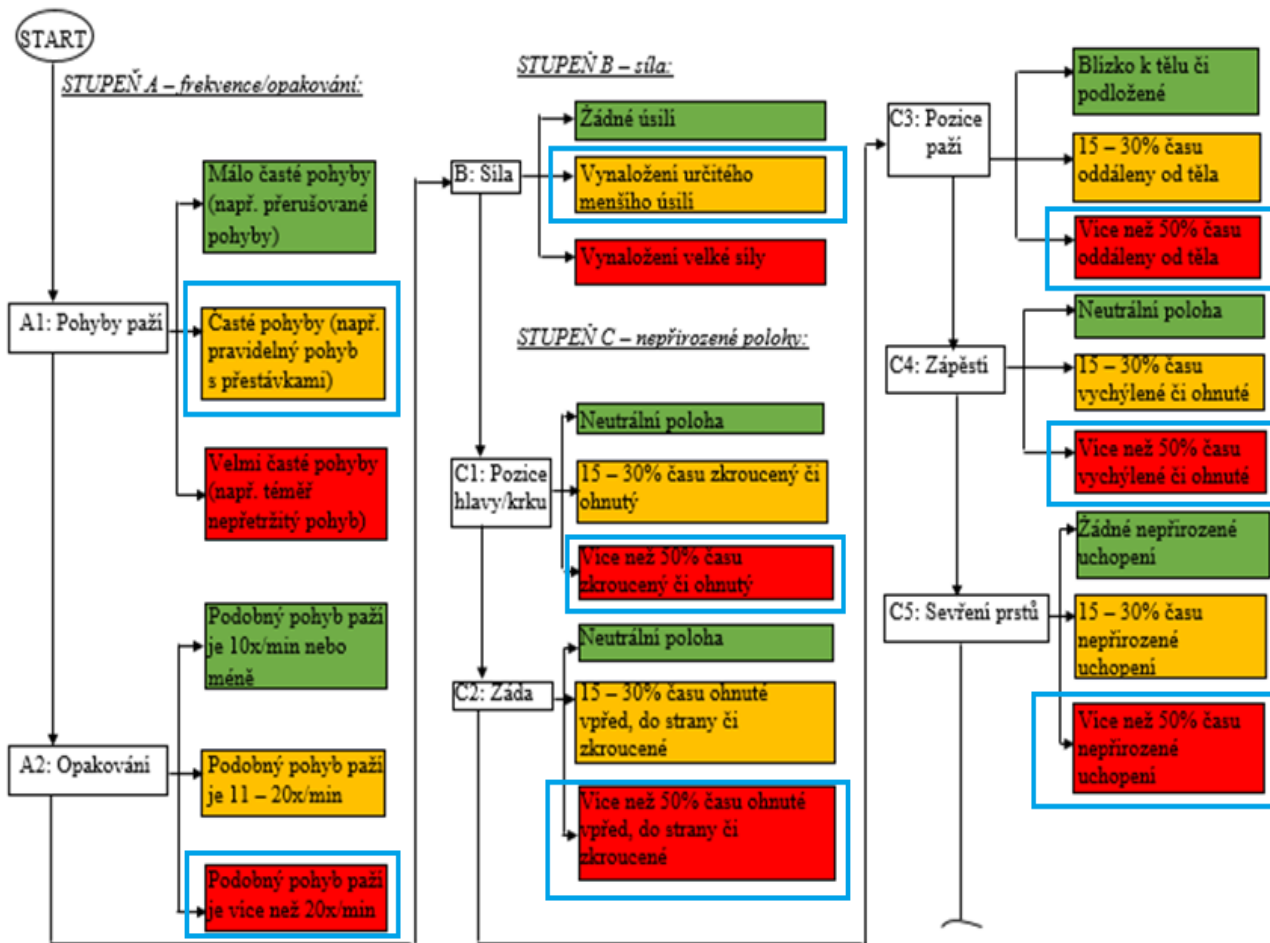 START
STUPEŇ A – frekvence/opakování:
A1: Pohyby paží
Málo časté pohyby
(např. přerušované
pohyby)
Časté pohyby (např.
pravidelný pohyb
s přestávkami)
Velmi časté pohyby
(např. téměř
nepřetržitý pohyb)
A2: Opakování
Podobný pohyb paží
je 10x/min nebo
méně
Podobný pohyb paží
je 11 – 20x/min
Podobný pohyb paží
je více než 20x/min
STUPEŇ B – síla:
B: Síla
Žádné úsilí
Vynaložení určitého
menšího úsilí
Vynaložení velké síly
STUPEŇ C – nepřirozené polohy:
C1: Pozice
hlavy/krku
Neutrální poloha
15 – 30% času zkroucený či
ohnutý
Více než 50% času
zkroucený či ohnutý
C2: Záda
Neutrální poloha
15 – 30% času ohnuté
vpřed, do strany či
zkroucené
Více než 50% času ohnuté
vpřed, do strany či
zkroucené
C3: Pozice
paží
Blízko k tělu či
podložené
15 – 30% času
oddáleny od těla
Více než 50% času
oddáleny od těla
C4: Zápěstí
Neutrální poloha
15 – 30% času
vychýlené či ohnuté
Více než 50% času
vychýlené či ohnuté
C5: Sevření prstů
Žádné nepřirozené
uchopení
15 – 30% času
nepřirozené
uchopení
Více než 50% času
nepřirozené
uchopení